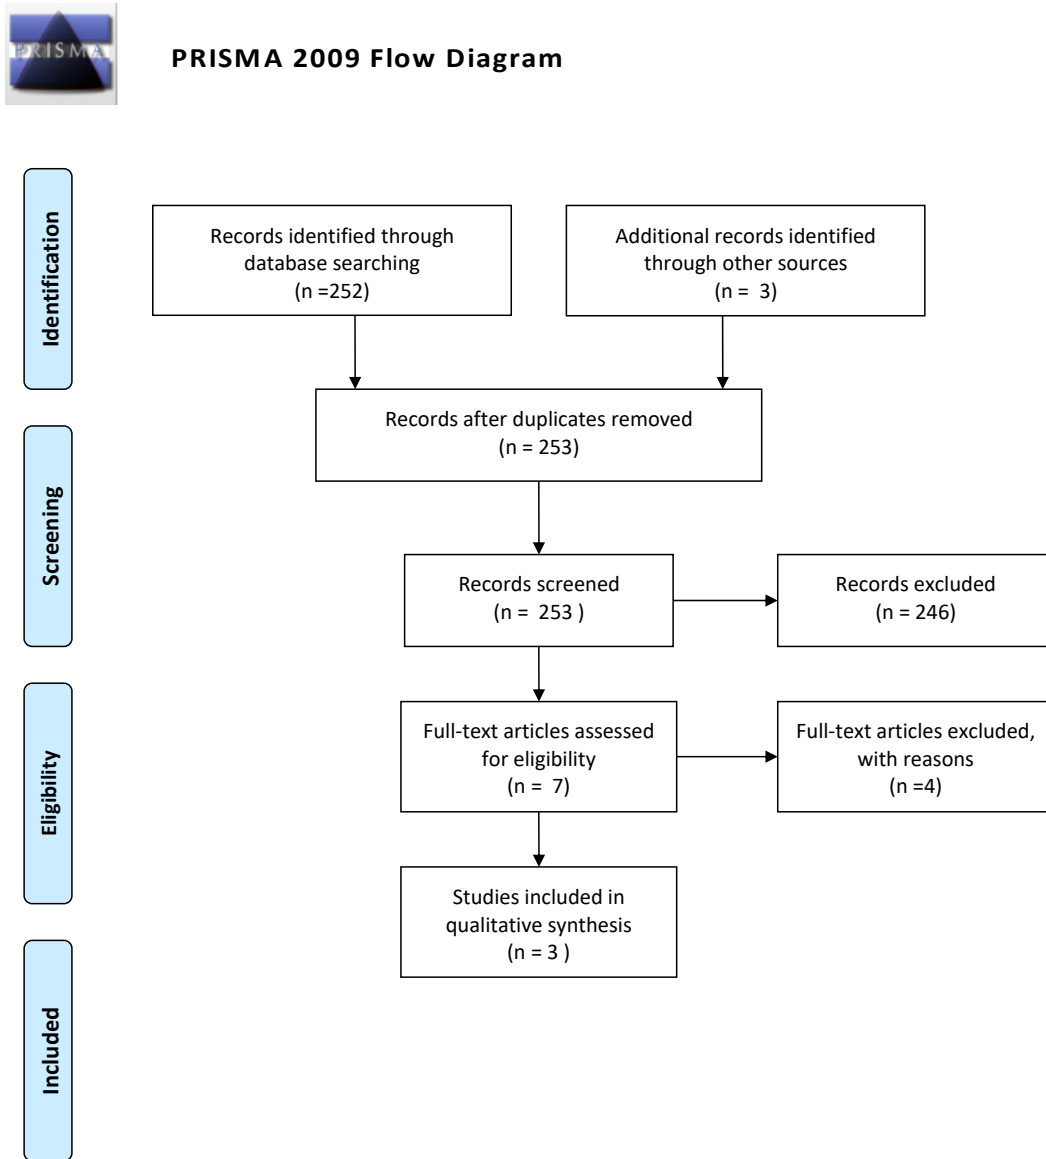 PRISMA
PRISMA 2009 Flow Diagram
Identification
Records identified through
database searching
(n =252)
Additional records identified
through other sources
(n =  3)
Records after duplicates removed
(n = 253)
Screening
Records screened
(n =  253 )
Records excluded
(n = 246)
Eligibility
Full-text articles assessed
for eligibility
(n =  7)
Full-text articles excluded,
with reasons
(n =4)
Studies included in
qualitative synthesis
(n = 3 )
Included